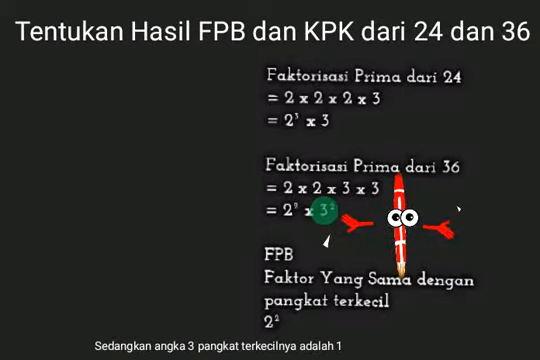 Tentukan Hasil FPB dan KPK dari 24 dan 36
Faktorisasi Prima dari 24
= 2 x 2 x 2 x 3
= 2³ x 3
Faktorisasi Prima dari 36
= 2 x 2 x 3 x 3
= 2² x 3²
FPB
Faktor Yang Sama dengan
pangkat terkecil
2²
Sedangkan angka 3 pangkat terkecilnya adalah 1